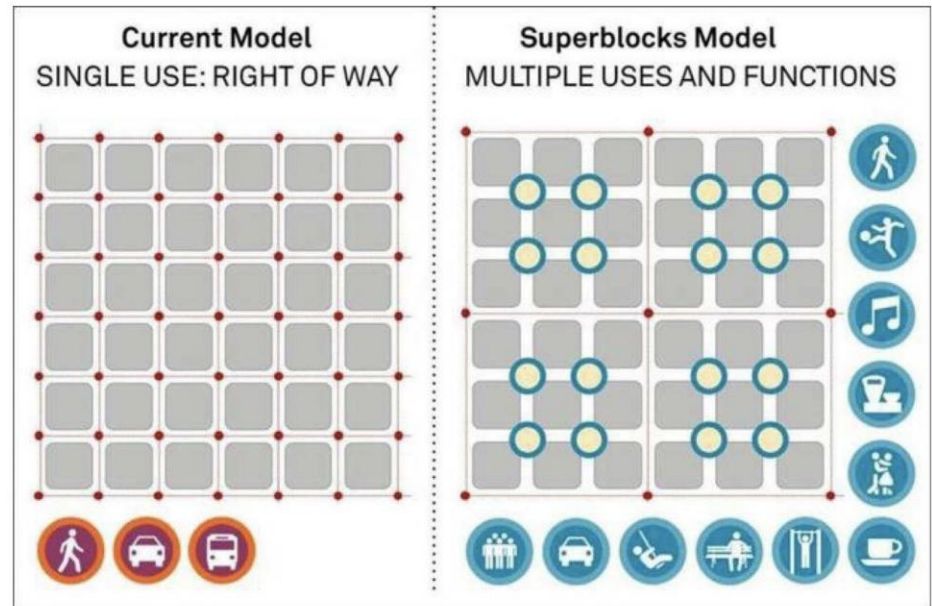 Current Model
SINGLE USE: RIGHT OF WAY
Superblocks Model
MULTIPLE USES AND FUNCTIONS